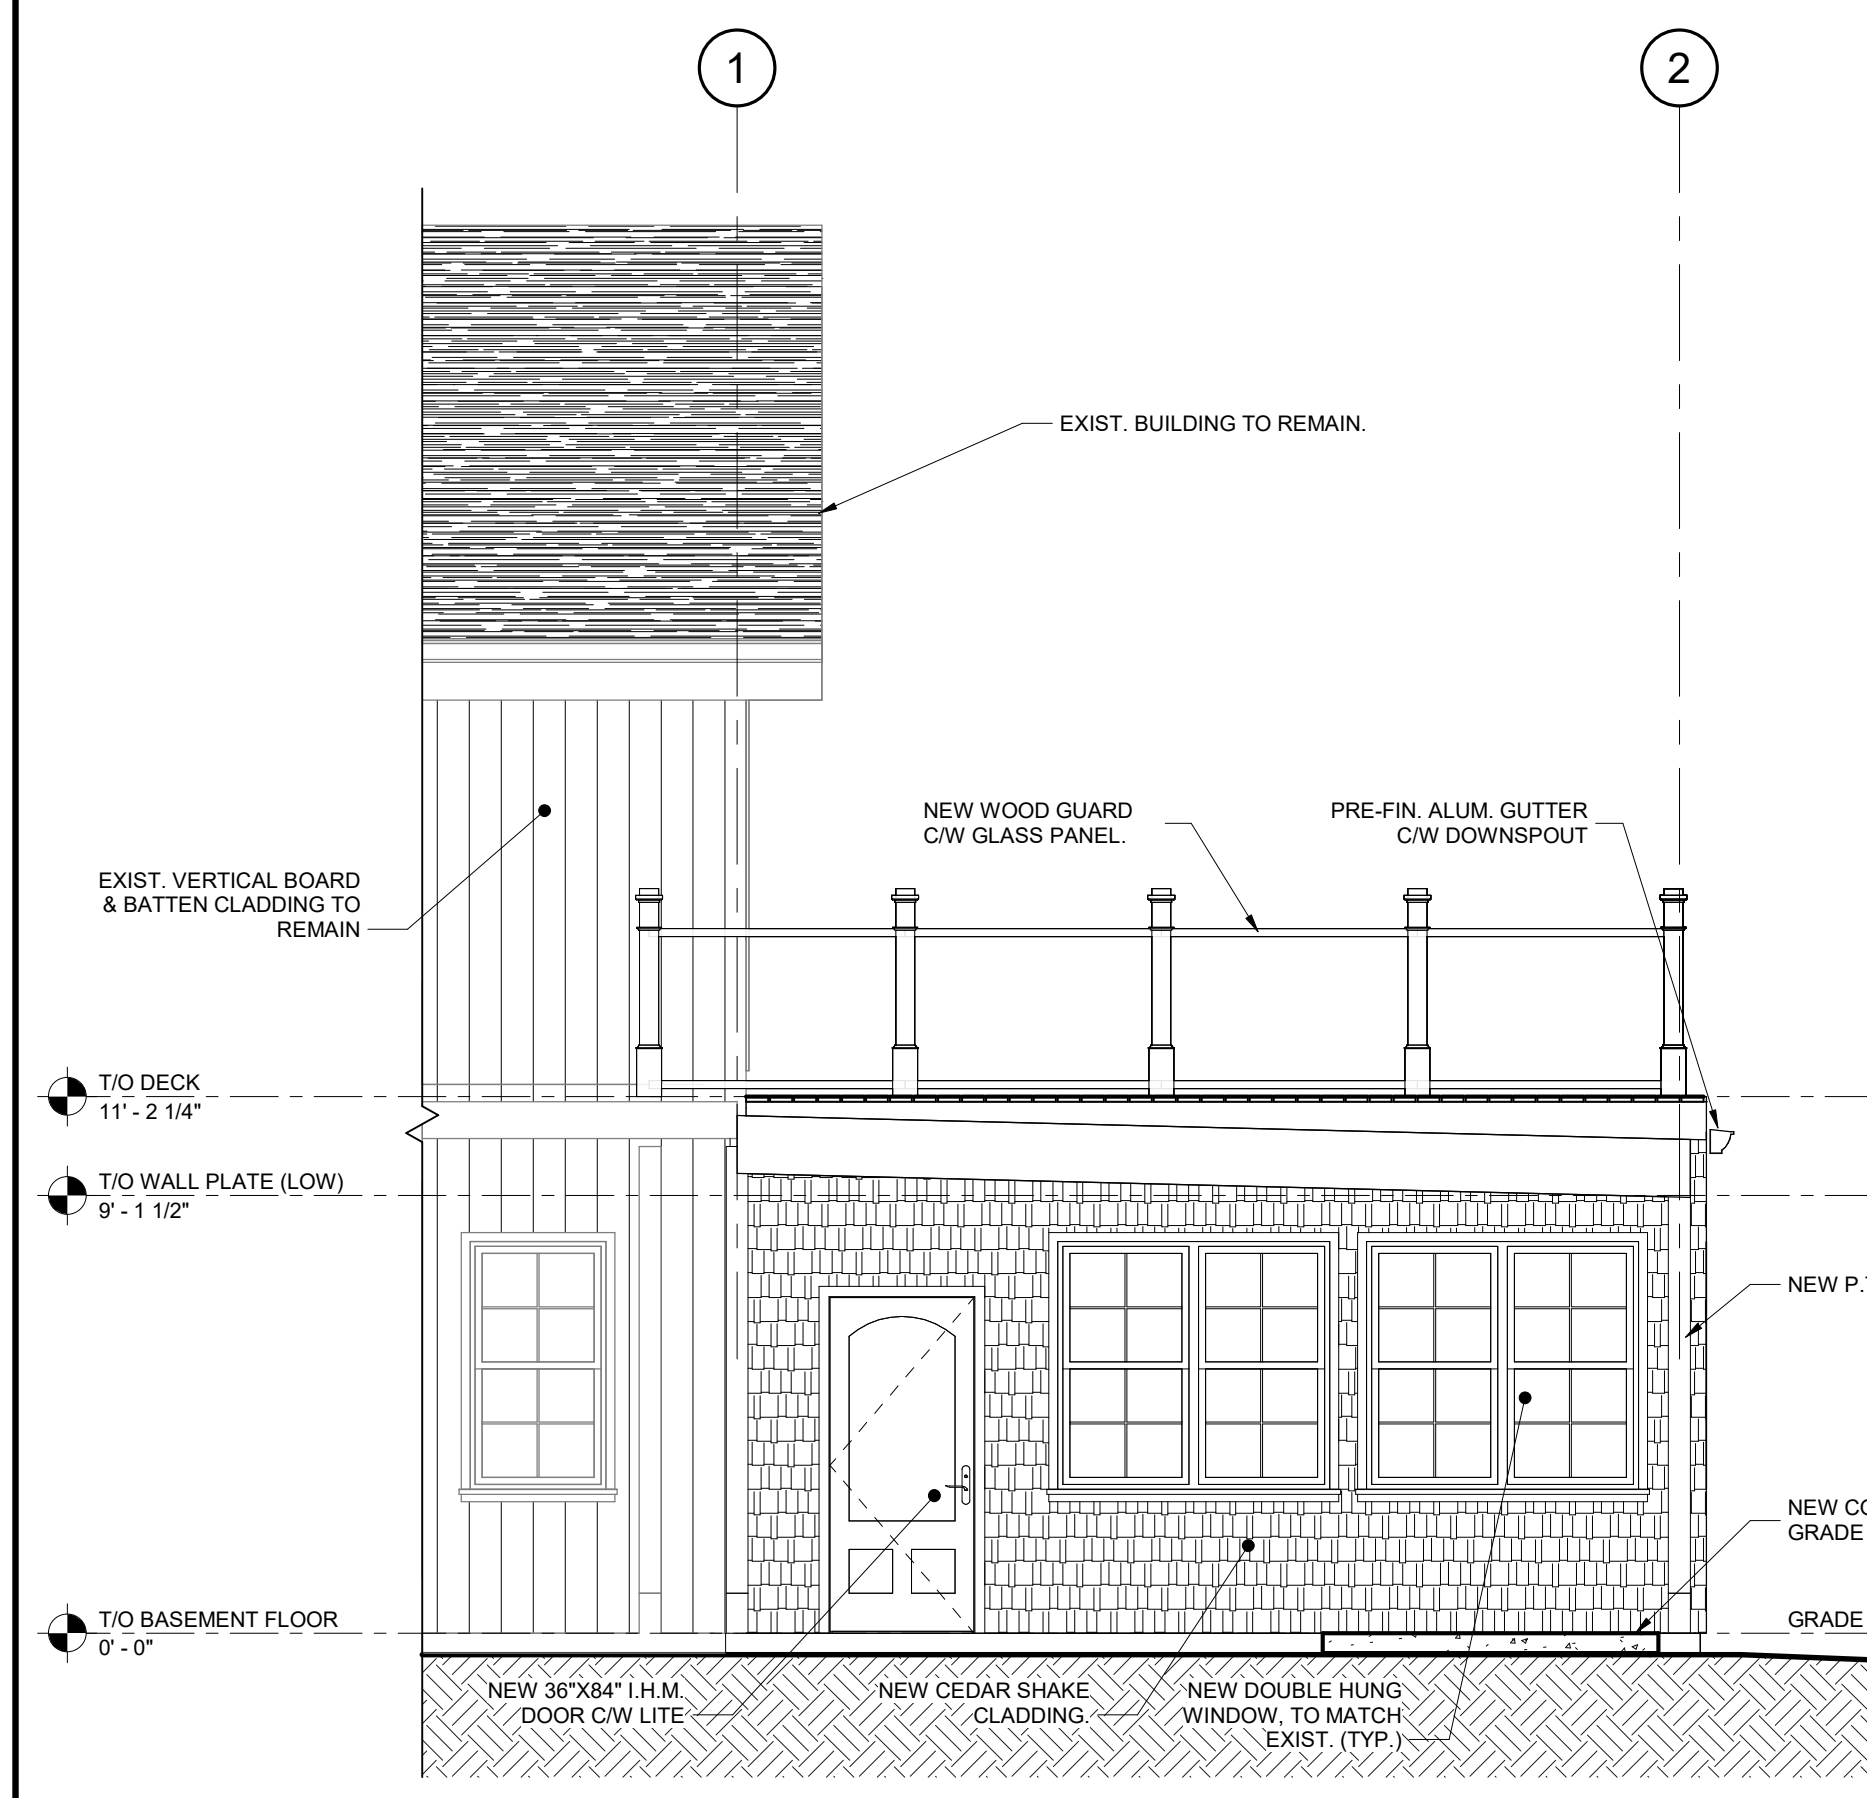 1
2
EXIST. BUILDING TO REMAIN.
NEW WOOD GUARD
C/W GLASS PANEL.
PRE-FIN. ALUM. GUTTER
C/W DOWNSPOUT
EXIST. VERTICAL BOARD
& BATTEN CLADDING TO
REMAIN
T/O DECK
11' - 2 1/4"
T/O WALL PLATE (LOW)
9' - 1 1/2"
NEW P.
NEW
GRADE
T/O BASEMENT FLOOR
0' - 0"
GRADE
NEW 36"X84" I.H.M.
DOOR C/W LITE
NEW CEDAR SHAKE
CLADDING.
NEW DOUBLE HUNG
WINDOW, TO MATCH
EXIST. (TYP.)